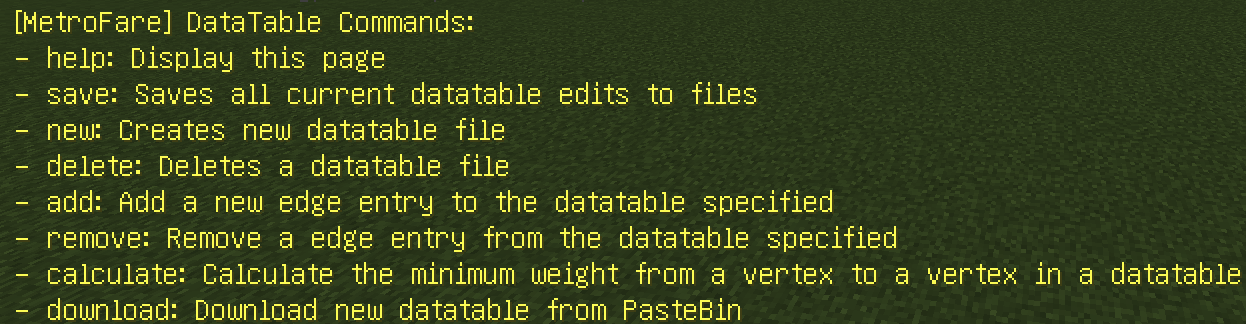 [MetroFare] DataTable Commands:
- help: Display this page
- save: Saves all current datatable edits to files
- new: Creates new datatable file
- delete: Deletes a datatable file
- add: Add a new edge entry to the datatable specified
- remove: Remove a edge entry from the datatable specified
- calculate: Calculate the minimum weight from a vertex to a vertex in a datatable
- download: Download new datatable from PasteBin